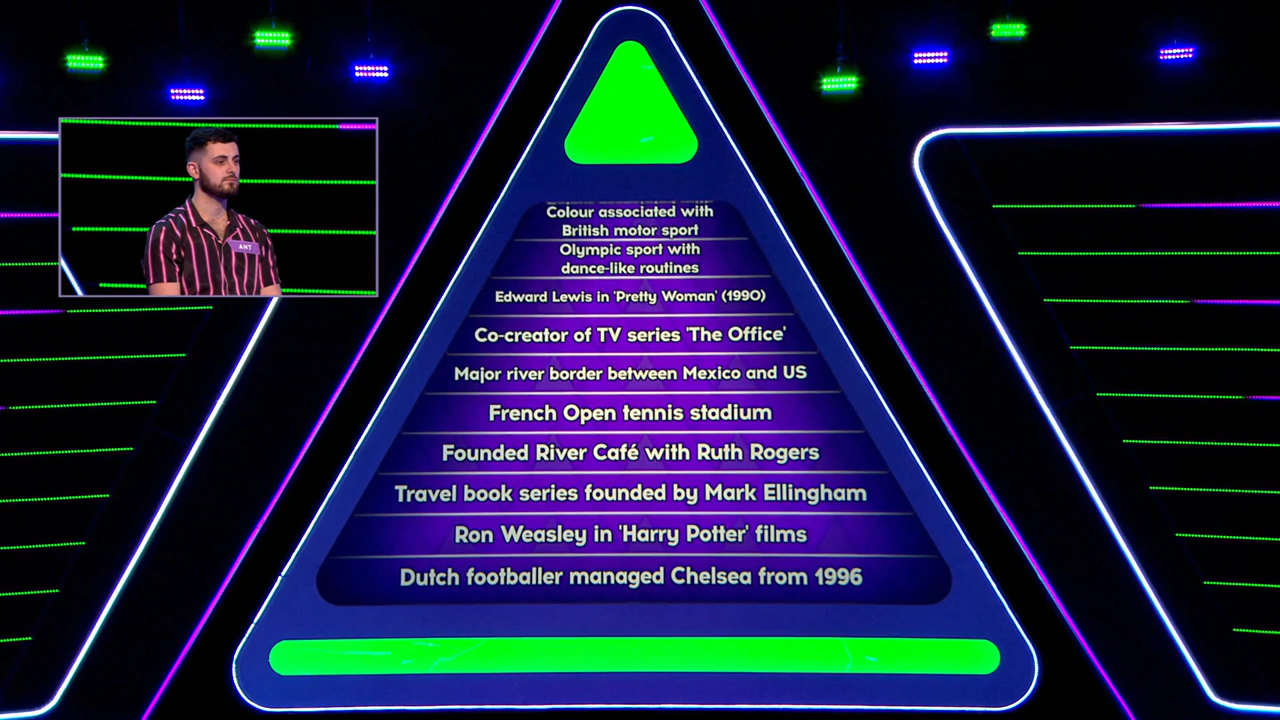 Colour associated with
British motor sport
Olympic sport with
dance-like routines
Edward Lewis in 'Pretty Woman' (1990)
Co-creator of TV series 'The Office'
Major river border between Mexico and US
French Open tennis stadium
Founded River Café with Ruth Rogers
Travel book series founded by Mark Ellingham
Ron Weasley in 'Harry Potter' films
Dutch footballer managed Chelsea from 1996
ANT